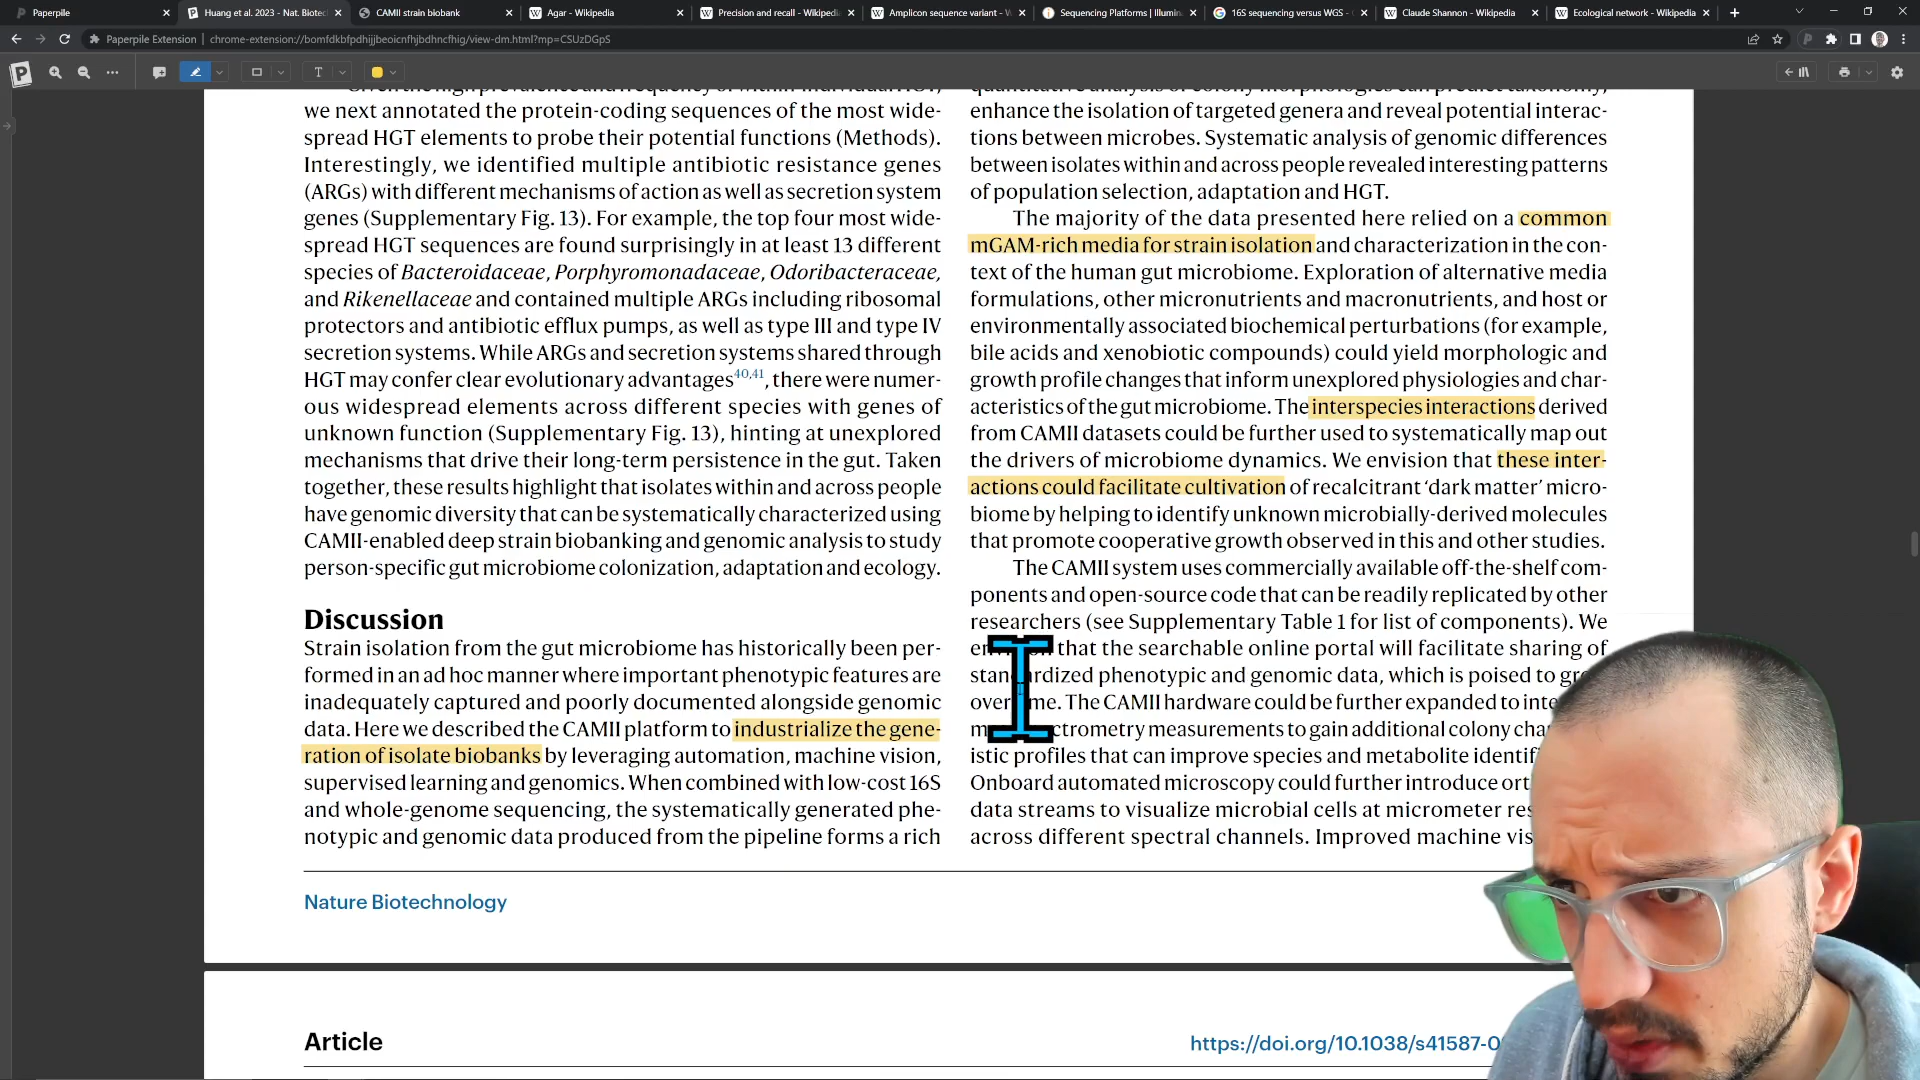 Paperpile
Huang et al. 2023 - Nat. Biotec
CAMII strain biobank
Agar - Wikipedia
Precision and recall - Wikipedi
Amplicon sequence variant - W
Sequencing Platforms | Illumin
16S sequencing versus WGS -
Claude Shannon - Wikipedia
Ecological network - Wikipedia
Paperpile Extension | chrome-extension://bomfdkbfpdhijjbeoicnfhjbdhncfhig/view-dm.html?mp=CSUzDGpS
we next annotated the protein-coding sequences of the most wide-
spread HGT elements to probe their potential functions (Methods).
Interestingly, we identified multiple antibiotic resistance genes
(ARGs) with different mechanisms of action as well as secretion system
genes (Supplementary Fig. 13). For example, the top four most wide-
spread HGT sequences are found surprisingly in at least 13 different
species of Bacteroidaceae, Porphyromonadaceae, Odoribacteraceae,
and Rikenellaceae and contained multiple ARGs including ribosomal
protectors and antibiotic efflux pumps, as well as type III and type IV
secretion systems. While ARGs and secretion systems shared through
HGT may confer clear evolutionary advantages40,41, there were numer-
ous widespread elements across different species with genes of
unknown function (Supplementary Fig. 13), hinting at unexplored
mechanisms that drive their long-term persistence in the gut. Taken
together, these results highlight that isolates within and across people
have genomic diversity that can be systematically characterized using
CAMII-enabled deep strain biobanking and genomic analysis to study
person-specific gut microbiome colonization, adaptation and ecology.
Discussion
Strain isolation from the gut microbiome has historically been per-
formed in an ad hoc manner where important phenotypic features are
inadequately captured and poorly documented alongside genomic
data. Here we described the CAMII platform to industrialize the gene-
ration of isolate biobanks by leveraging automation, machine vision,
supervised learning and genomics. When combined with low-cost 16S
and whole-genome sequencing, the systematically generated phe-
notypic and genomic data produced from the pipeline forms a rich
quantitative analysis of colony morphologies can predict taxonomy,
enhance the isolation of targeted genera and reveal potential interac-
tions between microbes. Systematic analysis of genomic differences
between isolates within and across people revealed interesting patterns
of population selection, adaptation and HGT.
The majority of the data presented here relied on a common
mGAM-rich media for strain isolation and characterization in the con-
text of the human gut microbiome. Exploration of alternative media
formulations, other micronutrients and macronutrients, and host or
environmentally associated biochemical perturbations (for example,
bile acids and xenobiotic compounds) could yield morphologic and
growth profile changes that inform unexplored physiologies and char-
acteristics of the gut microbiome. The interspecies interactions derived
from CAMII datasets could be further used to systematically map out
the drivers of microbiome dynamics. We envision that these inter-
actions could facilitate cultivation of recalcitrant ‘dark matter’ micro-
biome by helping to identify unknown microbially-derived molecules
that promote cooperative growth observed in this and other studies.
The CAMII system uses commercially available off-the-shelf com-
ponents and open-source code that can be readily replicated by other
researchers (see Supplementary Table 1 for list of components). We
that the searchable online portal will facilitate sharing of
phenotypic and genomic data, which is poised to
The CAMII hardware could be further expanded to
measurements to gain additional colony
istic profiles that can improve species and metabolite
Onboard automated microscopy could further introduce
data streams to visualize microbial cells at micrometer
across different spectral channels. Improved machine
Nature Biotechnology
Article
https://doi.org/10.1038/s41587-0